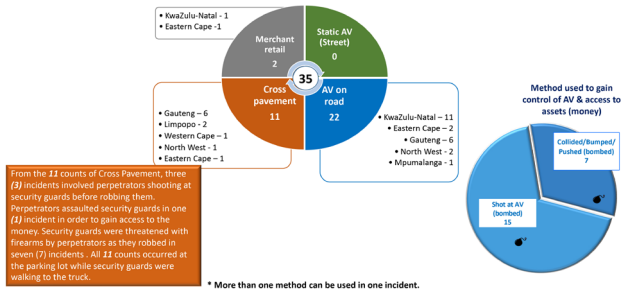 • KwaZulu-Natal - 1
• Eastern Cape -1
Merchant
retail
2
Static AV
(Street)
0
35
Cross
pavement
11
AV on
road
22
• Gauteng – 6
• Limpopo - 2
• Western Cape – 1
• North West - 1
• Eastern Cape – 1
• KwaZulu-Natal – 11
• Eastern Cape – 2
• Gauteng – 6
• North West - 2
• Mpumalanga - 1
From the 11 counts of Cross Pavement, three
(3) incidents involved perpetrators shooting at
security guards before robbing them.
Perpetrators assaulted security guards in one
(1) incident in order to gain access to the
money. Security guards were threatened with
firearms by perpetrators as they robbed in
seven (7) incidents . All 11 counts occurred at
the parking lot while security guards were
walking to the truck.
Method used to gain
control of AV & access to
assets (money)
Collided/Bumped/
Pushed (bombed)
7
Shot at AV
(bombed)
15
* More than one method can be used in one incident.